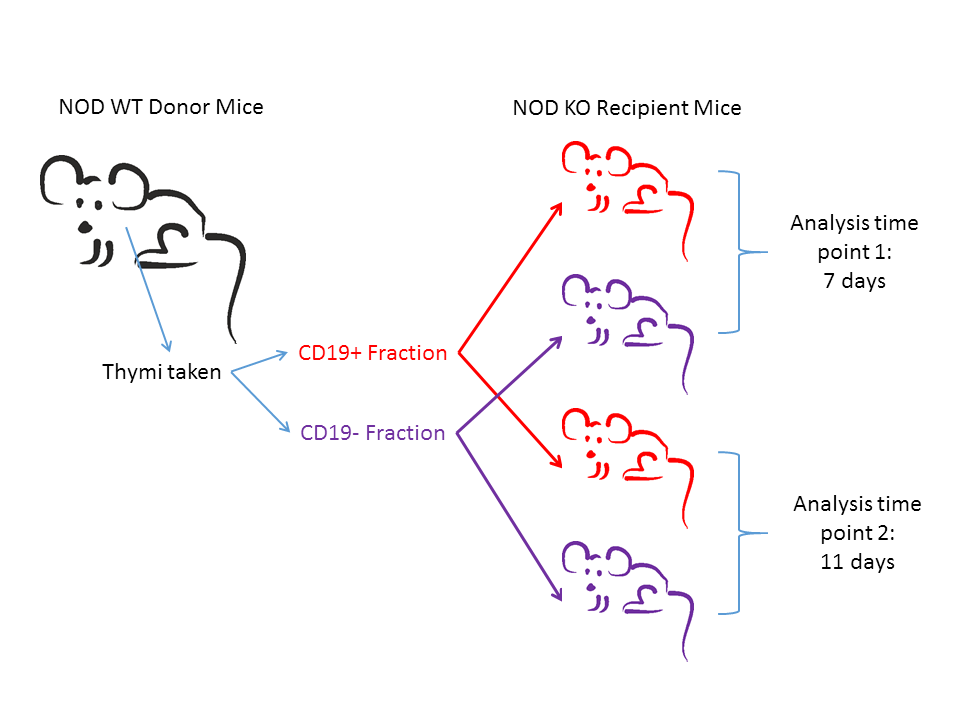 NOD WT Donor Mice
NOD KO Recipient Mice
Analysis time
point 1:
7 days
Thymi taken
CD19+ Fraction
CD19- Fraction
Analysis time
point 2:
11 days